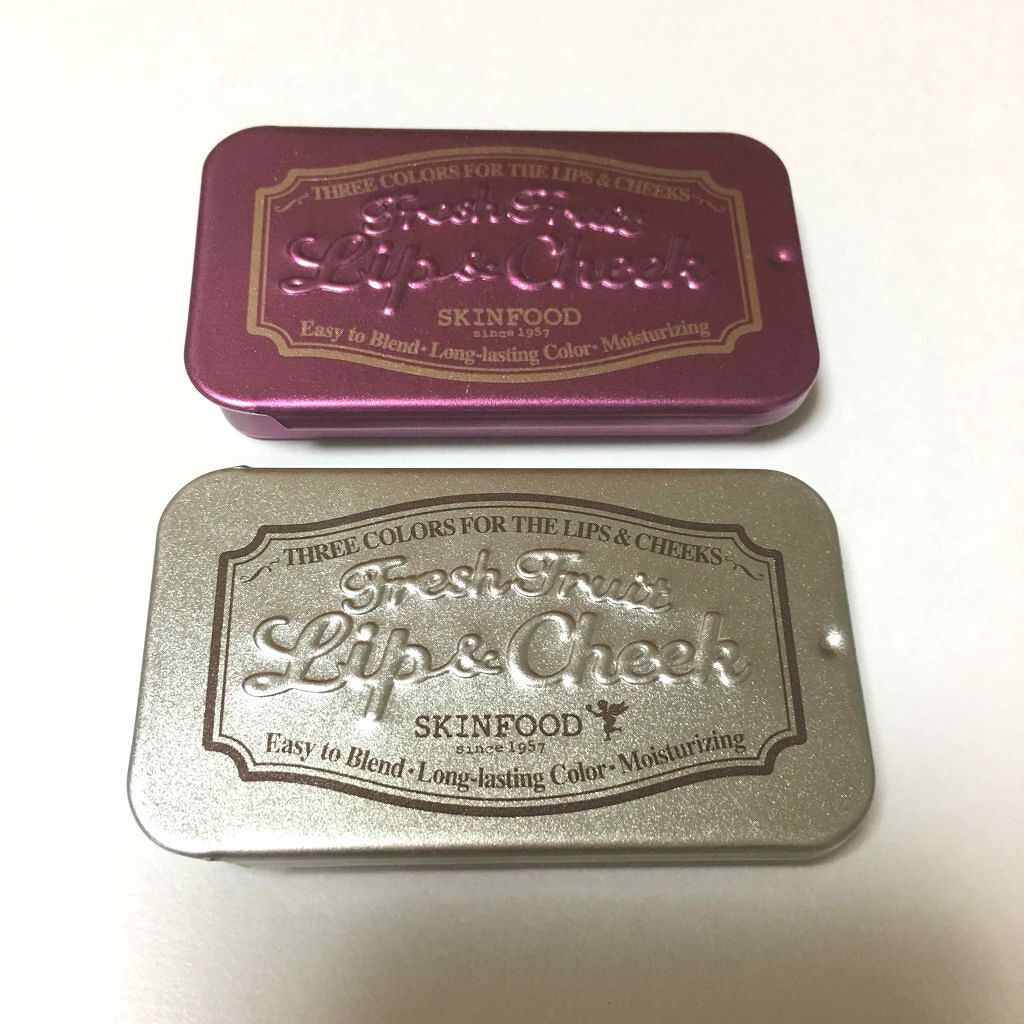 THREE COLORS FOR THE LIPS & CHEEKS
Fresh Fruit
Lip & Cheek
SKINFOOD
since 1957
Easy to Blend · Long-lasting Color · Moisturizing
THREE COLORS FOR THE LIPS & CHEEKS
Fresh Fruit
Lip & Cheek
SKINFOOD
since 1957
Easy to Blend · Long-lasting Color · Moisturizing